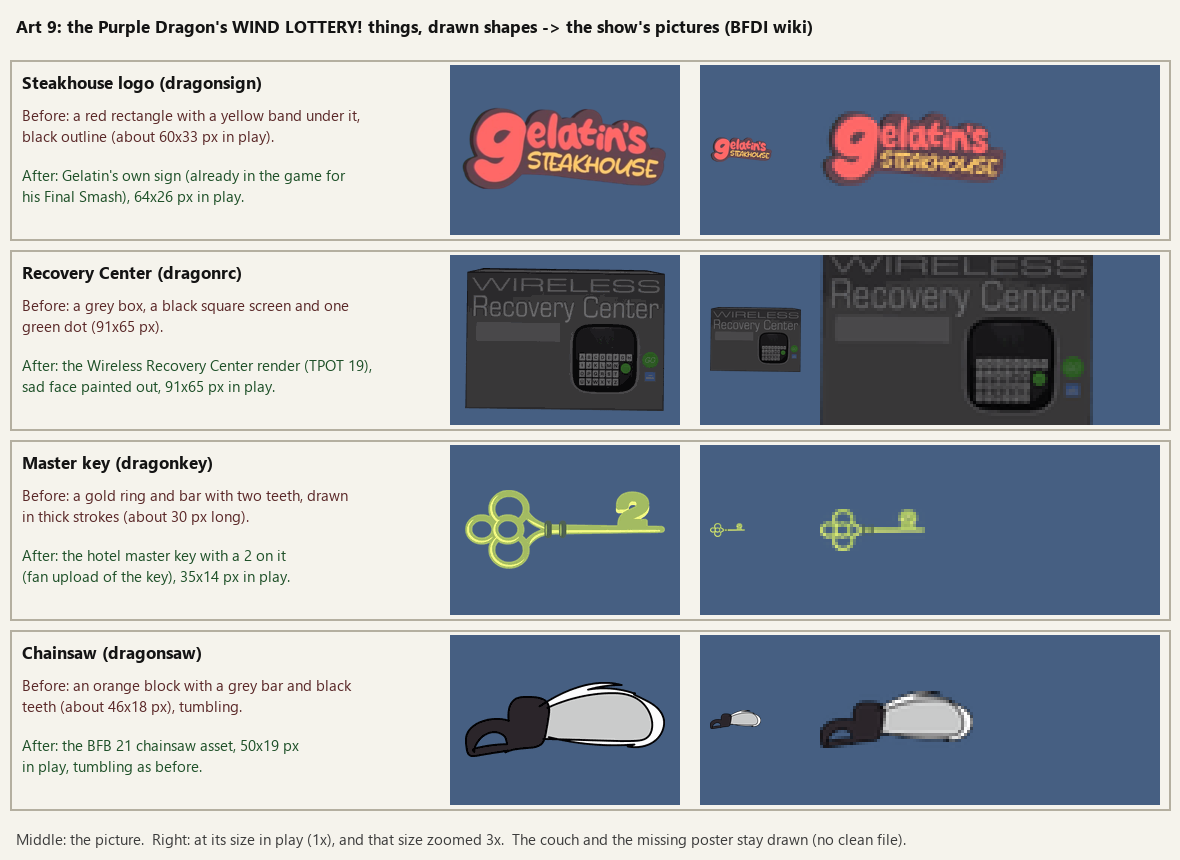 Art 9: the Purple Dragon's WIND LOTTERY! things, drawn shapes -> the show's pictures (BFDI wiki)
Steakhouse logo (dragonsign)
Before: a red rectangle with a yellow band under it,
black outline (about 60x33 px in play).
After: Gelatin's own sign (already in the game for
his Final Smash), 64x26 px in play.
gelatin's
STEAKHOUSE
gelatin's
STEAKHOUSE
gelatin's
STEAKHOUSE
Recovery Center (dragonrc)
Before: a grey box, a black square screen and one
green dot (91x65 px).
After: the Wireless Recovery Center render (TPOT 19),
sad face painted out, 91x65 px in play.
WIRELESS
Recovery Center
WIRELESS
Recovery Center
WIRELESS
Recovery Center
Master key (dragonkey)
Before: a gold ring and bar with two teeth, drawn
in thick strokes (about 30 px long).
After: the hotel master key with a 2 on it
(fan upload of the key), 35x14 px in play.
2
Chainsaw (dragonsaw)
Before: an orange block with a grey bar and black
teeth (about 46x18 px), tumbling.
After: the BFB 21 chainsaw asset, 50x19 px
in play, tumbling as before.
Middle: the picture.  Right: at its size in play (1x), and that size zoomed 3x.  The couch and the missing poster stay drawn (no clean file).